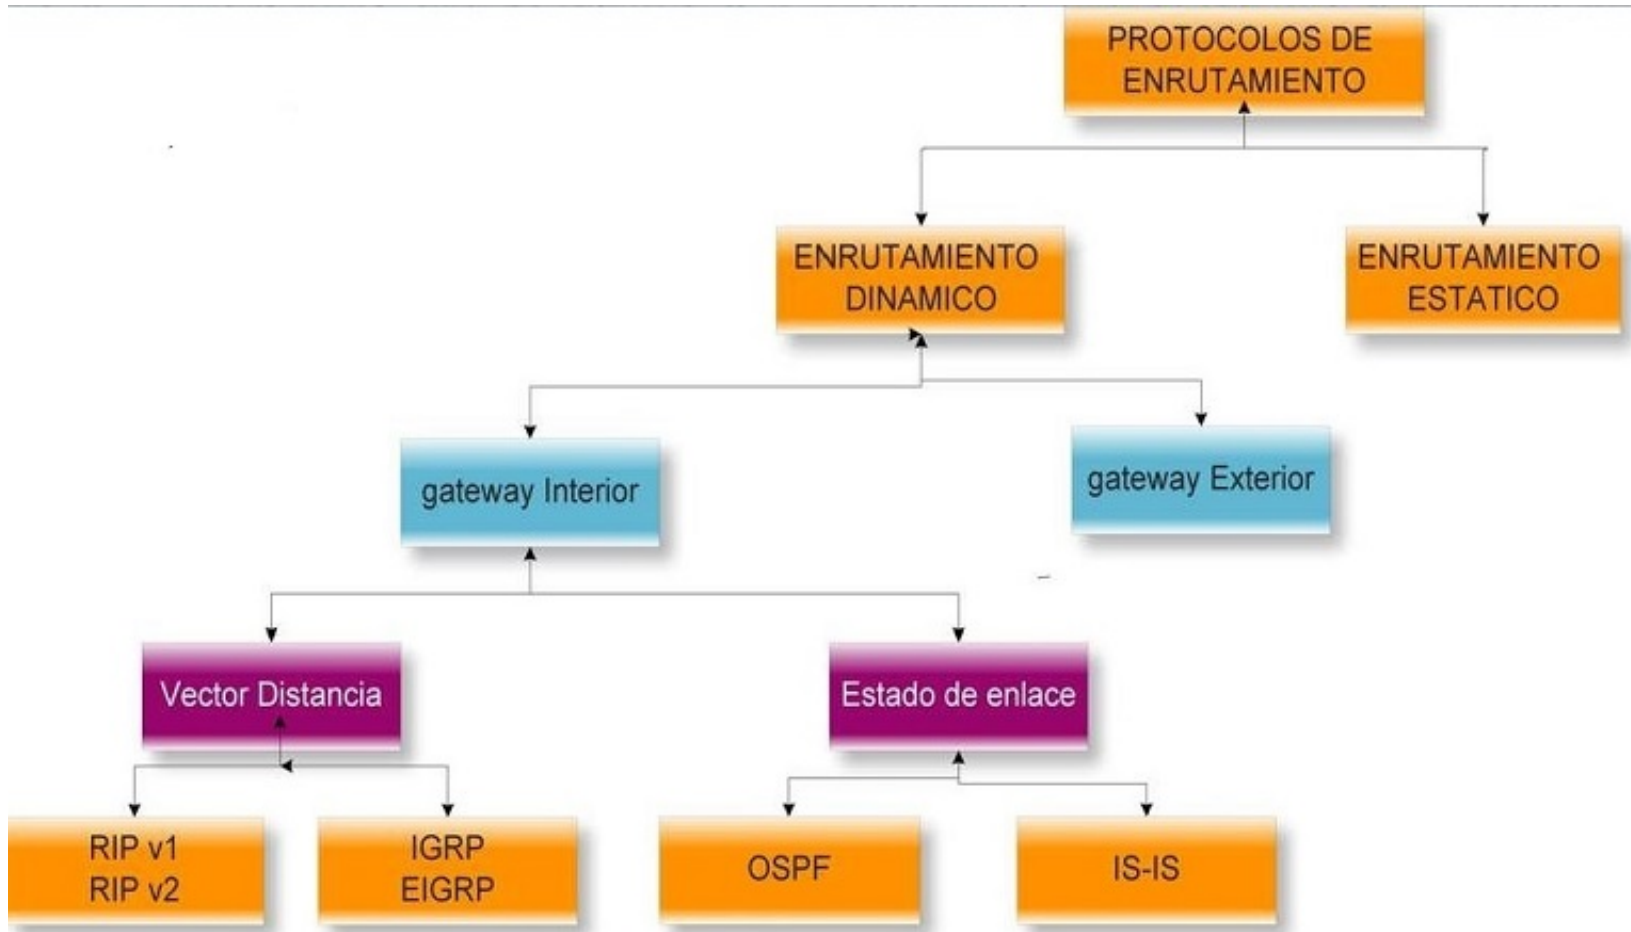 PROTOCOLOS DE
ENRUTAMIENTO
ENRUTAMIENTO
DINAMICO
ENRUTAMIENTO
ESTATICO
gateway Interior
gateway Exterior
Vector Distancia
Estado de enlace
RIP v1
RIP v2
IGRP
EIGRP
OSPF
IS-IS